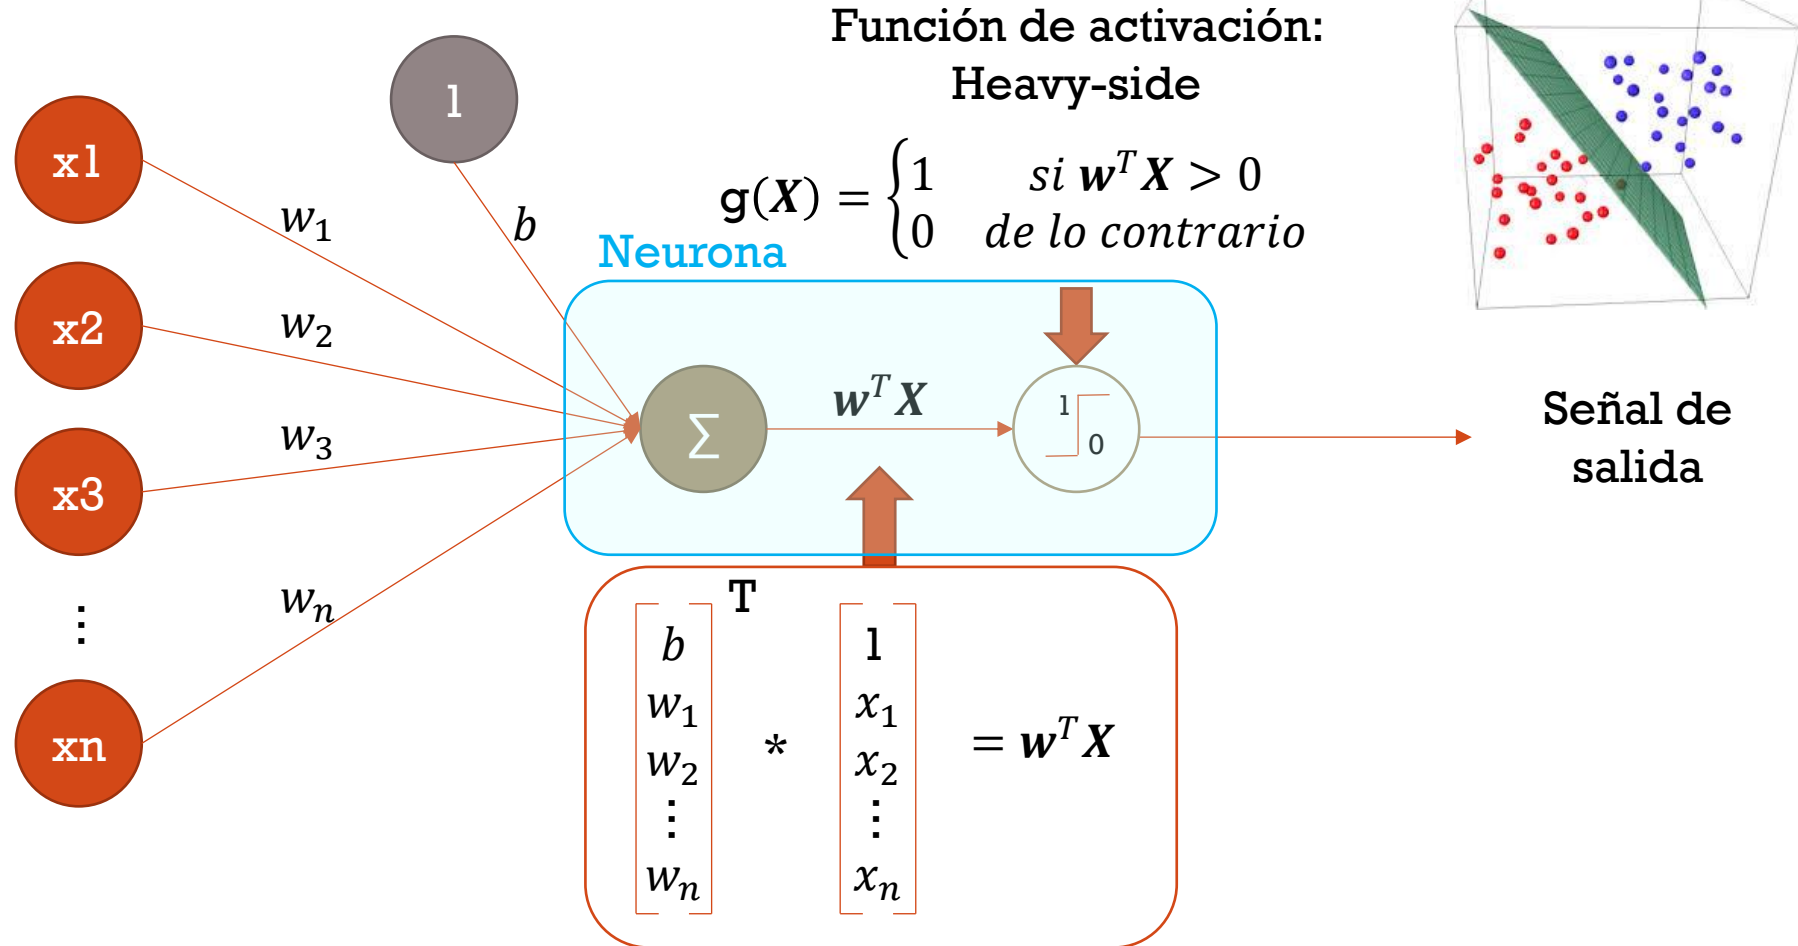 Función de activación:
Heavy-side
g(X) = {1 si w^T X > 0
0 de lo contrario
1
x1
x2
x3
⋮
xn
w₁
w₂
w₃
wₙ
b
Neurona
∑
w^T X
1
0
Señal de
salida
T
b
w₁
w₂
⋮
wₙ
*
1
x₁
x₂
⋮
xₙ
= w^T X